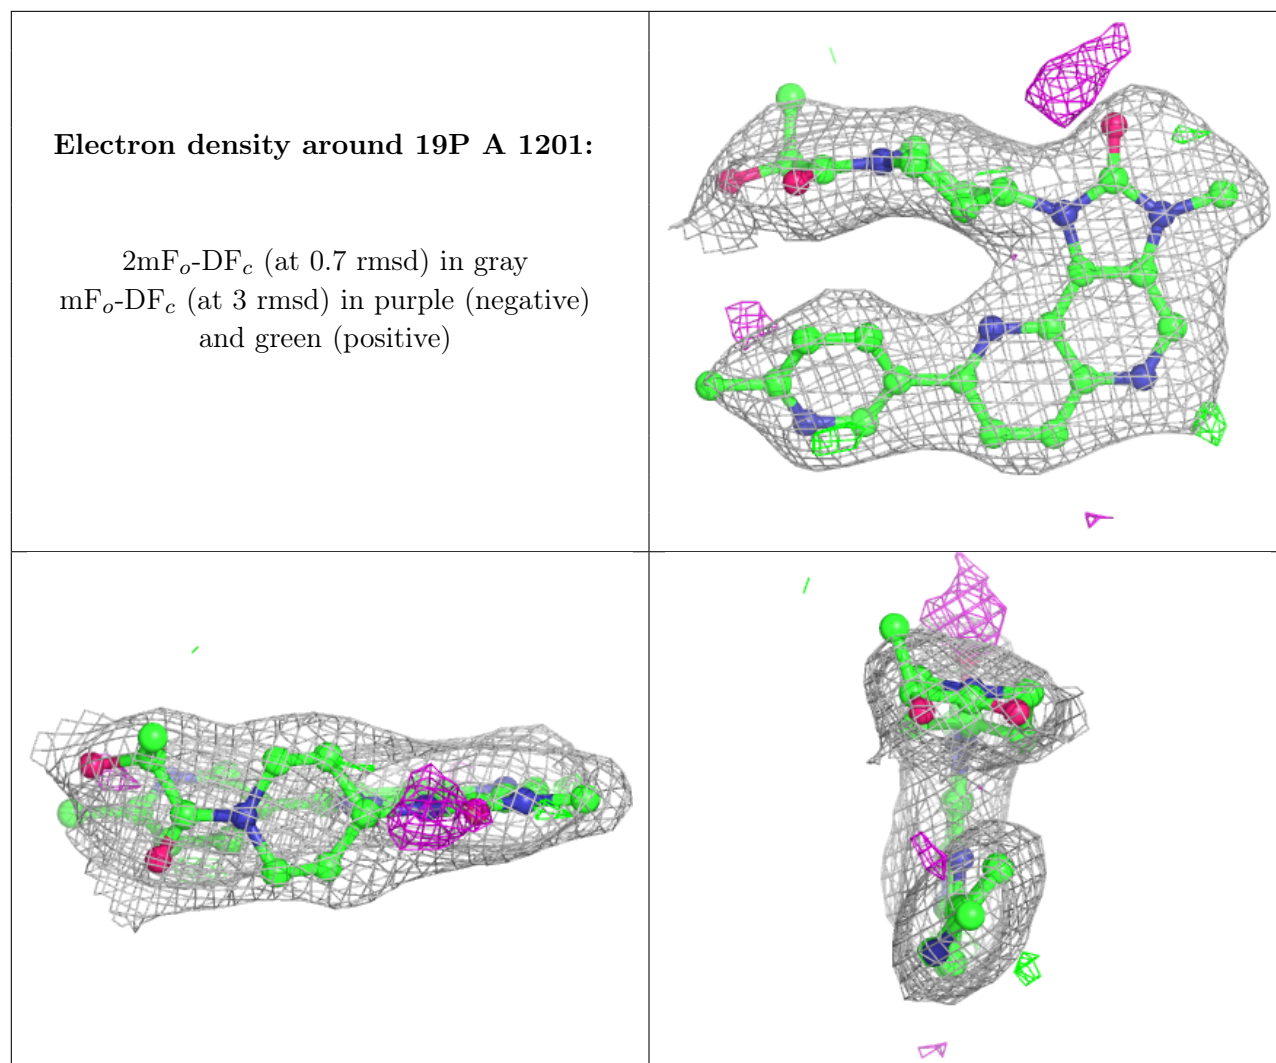 Electron density around 19P A 1201:
2mFo-DFc (at 0.7 rmsd) in gray
mFo-DFc (at 3 rmsd) in purple (negative)
and green (positive)